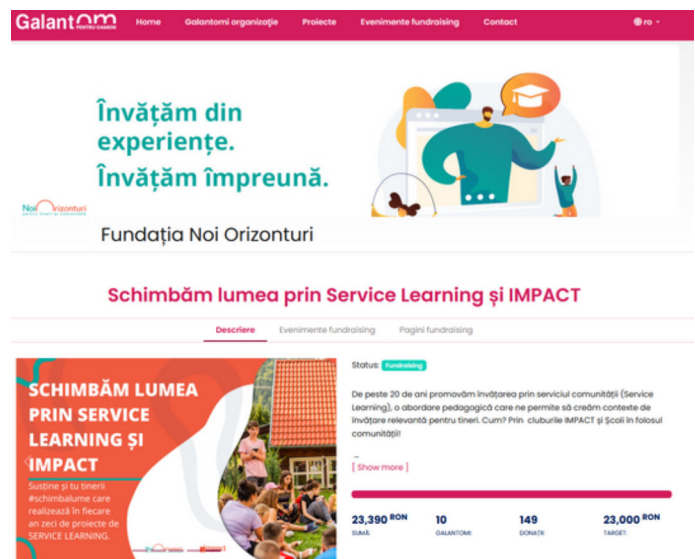 GalantOM
PENTRU OAMENI
Home
Galantomi organizație
Proiecte
Evenimente fundraising
Contact
ro
Învățăm din
experiențe.
Învățăm împreună.
Noi Orizonturi
Fundația Noi Orizonturi
Schimbăm lumea prin Service Learning și IMPACT
Descriere
Evenimente fundraising
Pagini fundraising
SCHIMBĂM LUMEA
PRIN SERVICE
LEARNING ȘI
IMPACT
Susține și tu tinerii
#schimbalume care
realizează în fiecare
an zeci de proiecte de
SERVICE LEARNING.
Status: Fundraising
De peste 20 de ani promovăm învățarea prin serviciul comunității (Service
Learning), o abordare pedagogică care ne permite să creăm contexte de
învățare relevantă pentru tineri. Cum? Prin cluburile IMPACT și Școli în folosul
comunității!
...
[ Show more ]
23,390 RON
SUMĂ:
10
GALANTOMI:
149
DONAȚII:
23,000 RON
TARGET: